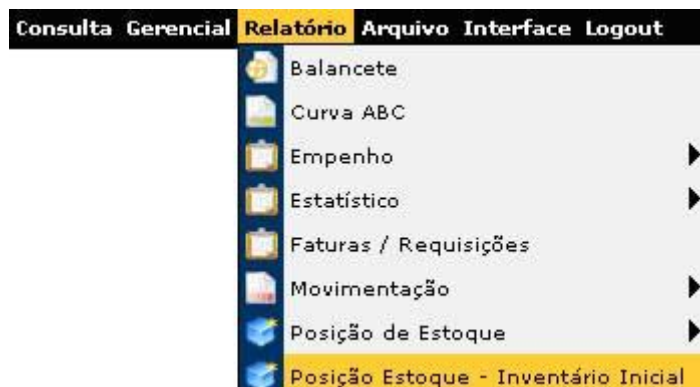 Consulta Gerencial Relatório Arquivo Interface Logout
Balancete
Curva ABC
Empenho
Estatístico
Faturas / Requisições
Movimentação
Posição de Estoque
Posição Estoque - Inventário Inicial